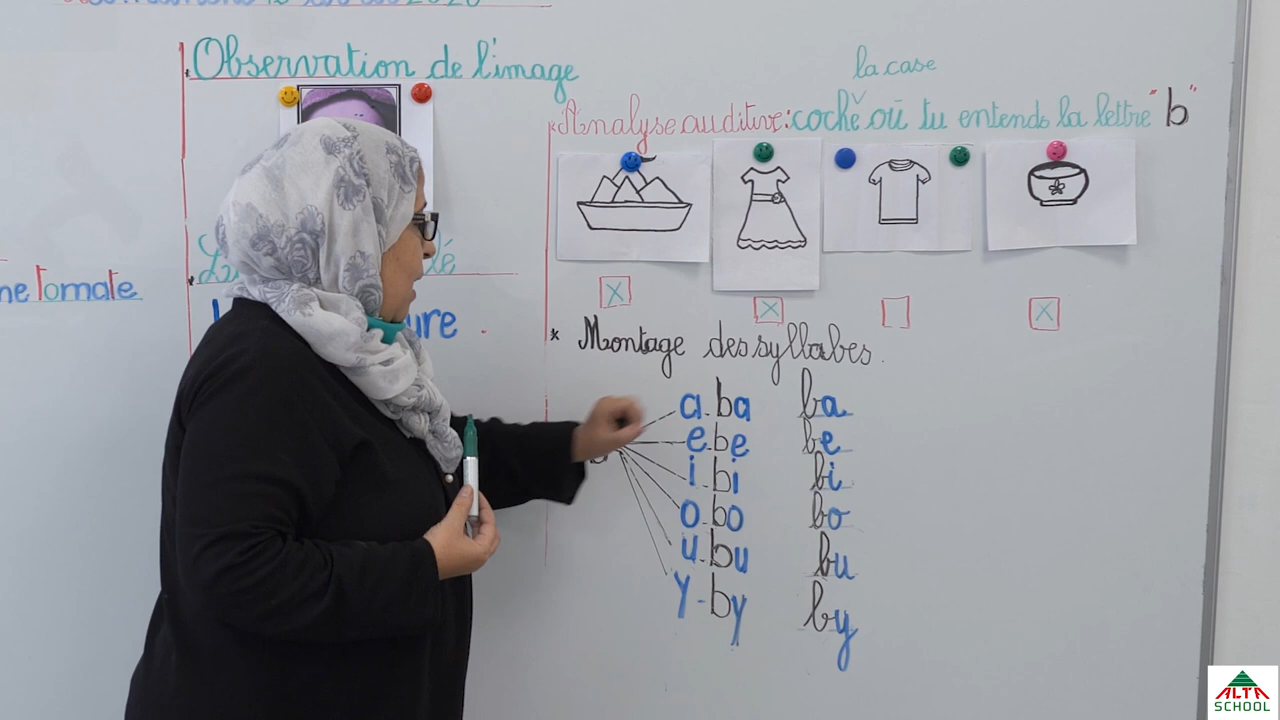 2020
Observation de l'image
ne tomate
la case
Analyse auditive: coche où tu entends la lettre "b"
x x x
* Montage des syllabes.
a - ba ba
e - be be
i - bi bi
o - bo bo
u - bu bu
y - by by
ALTA
SCHOOL